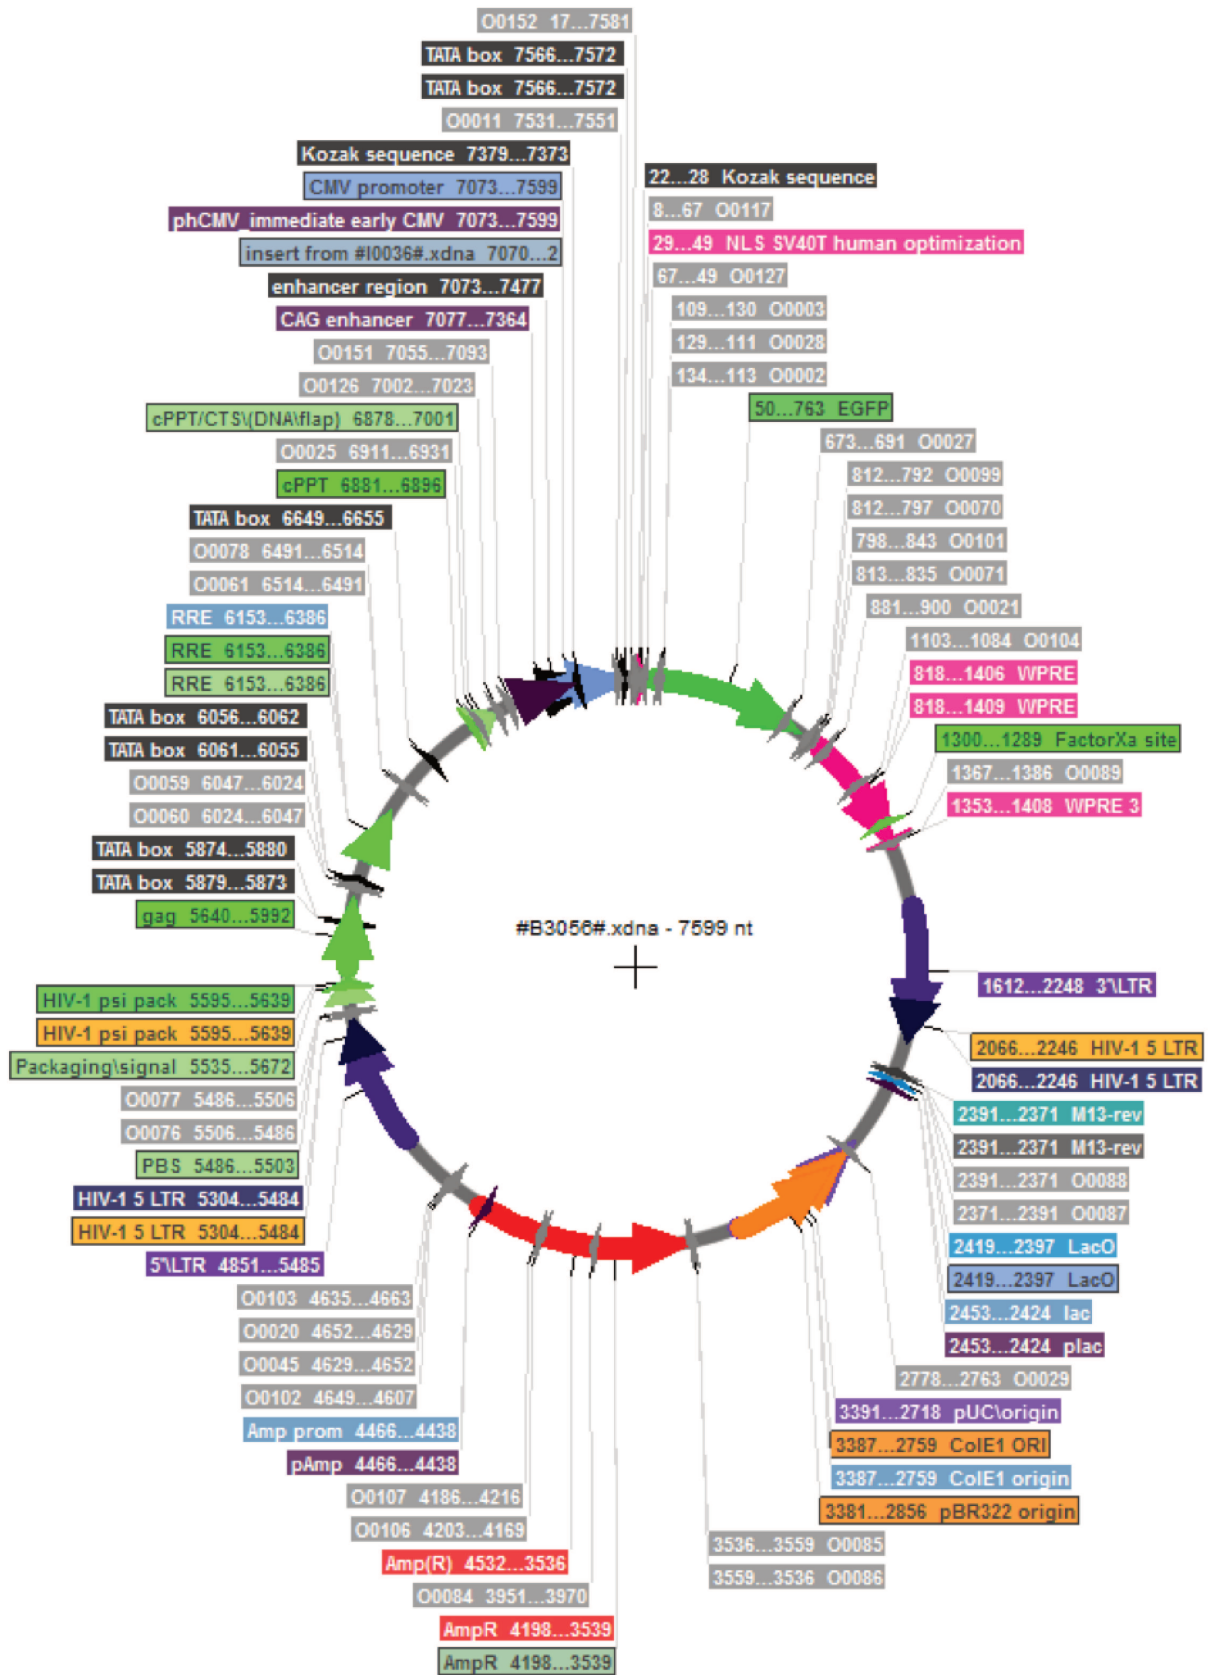 O0152 17...7581
TATA box 7566...7572
TATA box 7566...7572
O0011 7531...7551
Kozak sequence 7379...7373
CMV promoter 7073...7599
phCMV_immediate early CMV 7073...7599
insert from #I0036#.xdna 7070...2
enhancer region 7073...7477
CAG enhancer 7077...7364
O0151 7055...7093
O0126 7002...7023
cPPT/CTS\(DNA\flap) 6878...7001
O0025 6911...6931
cPPT 6881...6896
TATA box 6649...6655
O0078 6491...6514
O0061 6514...6491
RRE 6153...6386
RRE 6153...6386
RRE 6153...6386
TATA box 6056...6062
TATA box 6061...6055
O0059 6047...6024
O0060 6024...6047
TATA box 5874...5880
TATA box 5879...5873
gag 5640...5992
HIV-1 psi pack 5595...5639
HIV-1 psi pack 5595...5639
Packaging\signal 5535...5672
O0077 5486...5506
O0076 5506...5486
PBS 5486...5503
HIV-1 5 LTR 5304...5484
HIV-1 5 LTR 5304...5484
5'\LTR 4851...5485
O0103 4635...4663
O0020 4652...4629
O0045 4629...4652
O0102 4649...4607
Amp prom 4466...4438
pAmp 4466...4438
O0107 4186...4216
O0106 4203...4169
Amp(R) 4532...3536
O0084 3951...3970
AmpR 4198...3539
AmpR 4198...3539
#B3056#.xdna - 7599 nt
22...28 Kozak sequence
8...67 O0117
29...49 NLS SV40T human optimization
67...49 O0127
109...130 O0003
129...111 O0028
134...113 O0002
50...763 EGFP
673...691 O0027
812...792 O0099
812...797 O0070
798...843 O0101
813...835 O0071
881...900 O0021
1103...1084 O0104
818...1406 WPRE
818...1409 WPRE
1300...1289 FactorXa site
1367...1386 O0089
1353...1408 WPRE 3
1612...2248 3'\LTR
2066...2246 HIV-1 5 LTR
2066...2246 HIV-1 5 LTR
2391...2371 M13-rev
2391...2371 M13-rev
2391...2371 O0088
2371...2391 O0087
2419...2397 LacO
2419...2397 LacO
2453...2424 lac
2453...2424 plac
2778...2763 O0029
3391...2718 pUC\origin
3387...2759 ColE1 ORI
3387...2759 ColE1 origin
3381...2856 pBR322 origin
3536...3559 O0085
3559...3536 O0086